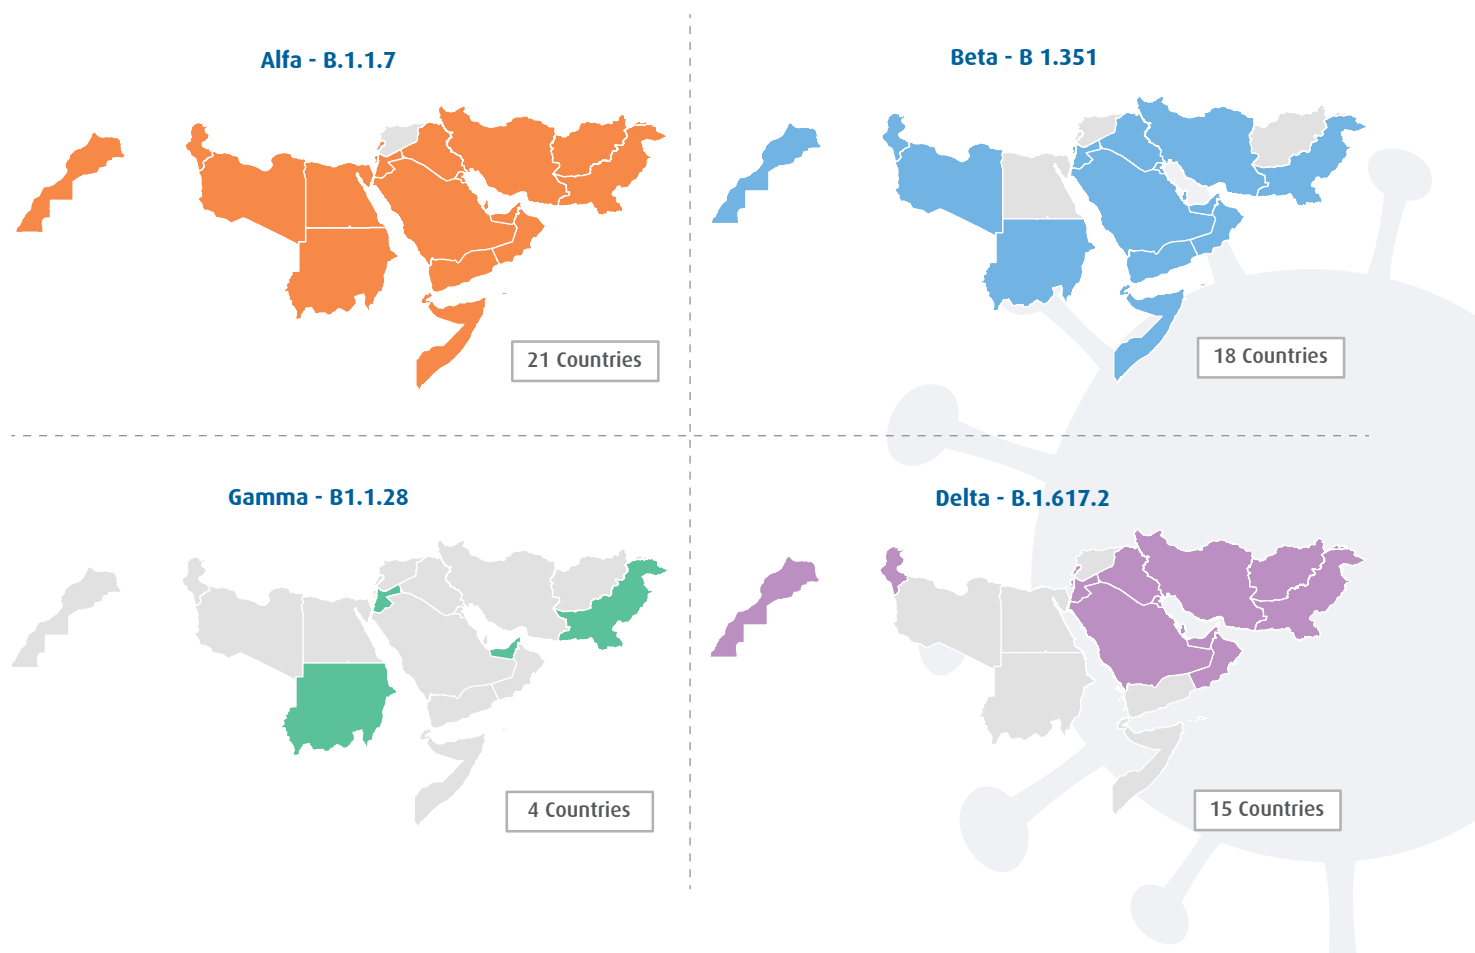 Alfa - B.1.1.7
Beta - B 1.351
21 Countries
18 Countries
Gamma - B1.1.28
Delta - B.1.617.2
4 Countries
15 Countries